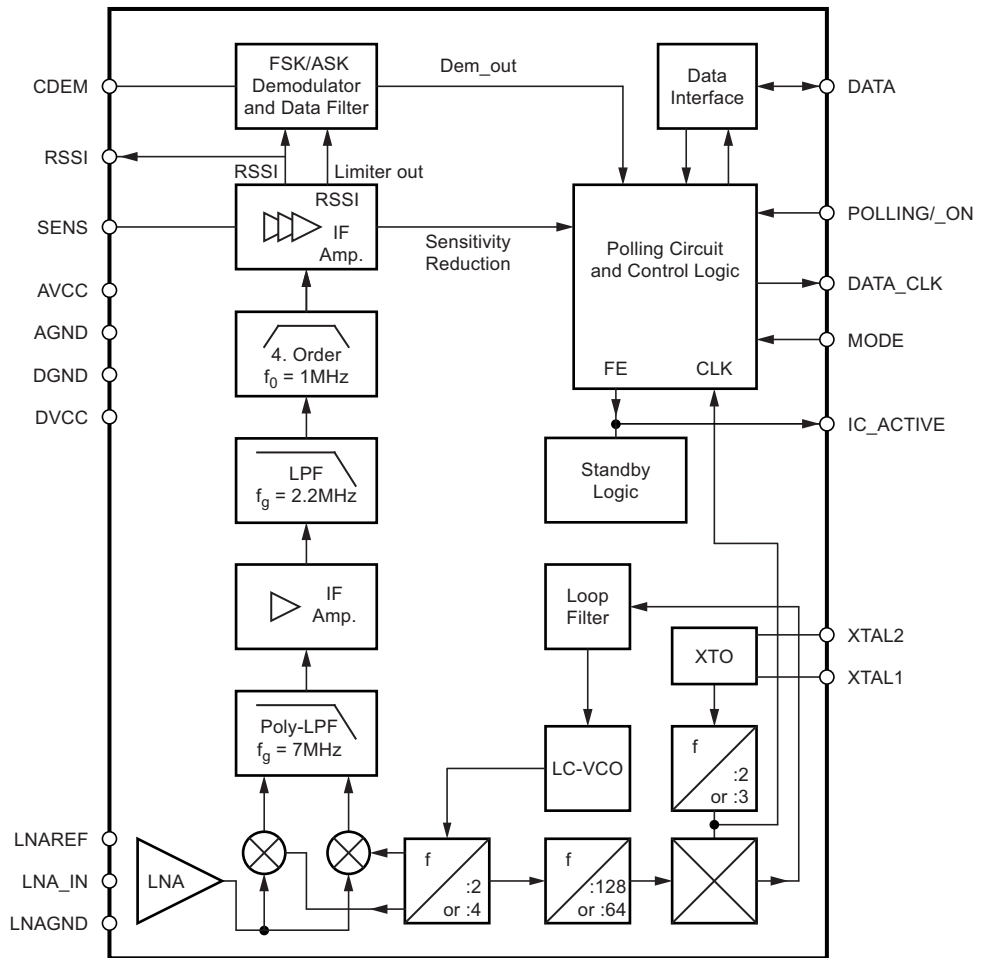 CDEM
RSSI
SENS
AVCC
AGND
DGND
DVCC
LNAREF
LNA_IN
LNAGND
FSK/ASK
Demodulator
and Data Filter
Dem_out
RSSI
Limiter out
RSSI
IF
Amp.
Sensitivity
Reduction
4. Order
f0 = 1MHz
LPF
fg = 2.2MHz
IF
Amp.
Poly-LPF
fg = 7MHz
LNA
Data
Interface
Polling Circuit
and Control Logic
FE
CLK
Standby
Logic
Loop
Filter
XTO
LC-VCO
f
:2
or :3
f
:2
or :4
f
:128
or :64
DATA
POLLING/_ON
DATA_CLK
MODE
IC_ACTIVE
XTAL2
XTAL1